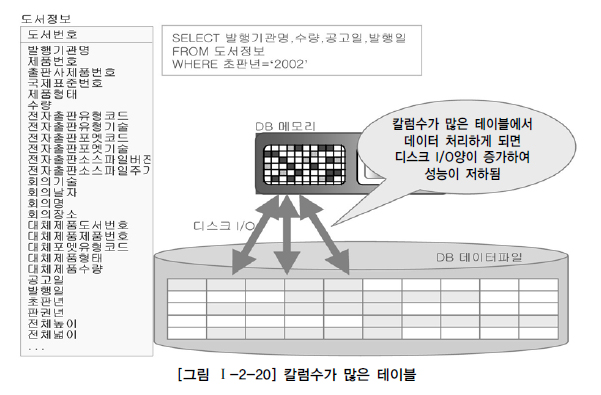 도서정보
도서번호
발행기관명
제품번호
출판사제품번호
국제표준번호
제품형태
수량
전자출판유형코드
전자출판유형기술
전자출판포멧코드
전자출판포멧기술
전자출판소스파일버전
전자출판소스파일주기
회의기술
회의날자
회의명
회의장소
대체제품도서번호
대체제품제품번호
대체포맷유형코드
대체제품형태
대체제품수량
공고일
발행일
초판년
판권년
전체높이
전체넓이
...
SELECT 발행기관명,수량,공고일,발행일
FROM 도서정보
WHERE 초판년='2002'
DB 메모리
칼럼수가 많은 테이블에서
데이터 처리하게 되면
디스크 I/O양이 증가하여
성능이 저하됨
디스크 I/O
DB 데이터파일
[그림 Ⅰ-2-20] 칼럼수가 많은 테이블